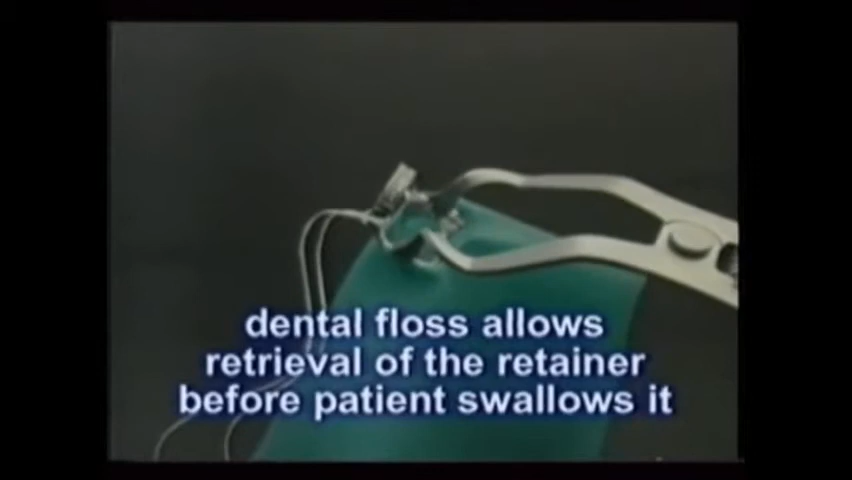 dental floss allows
retrieval of the retainer
before patient swallows it